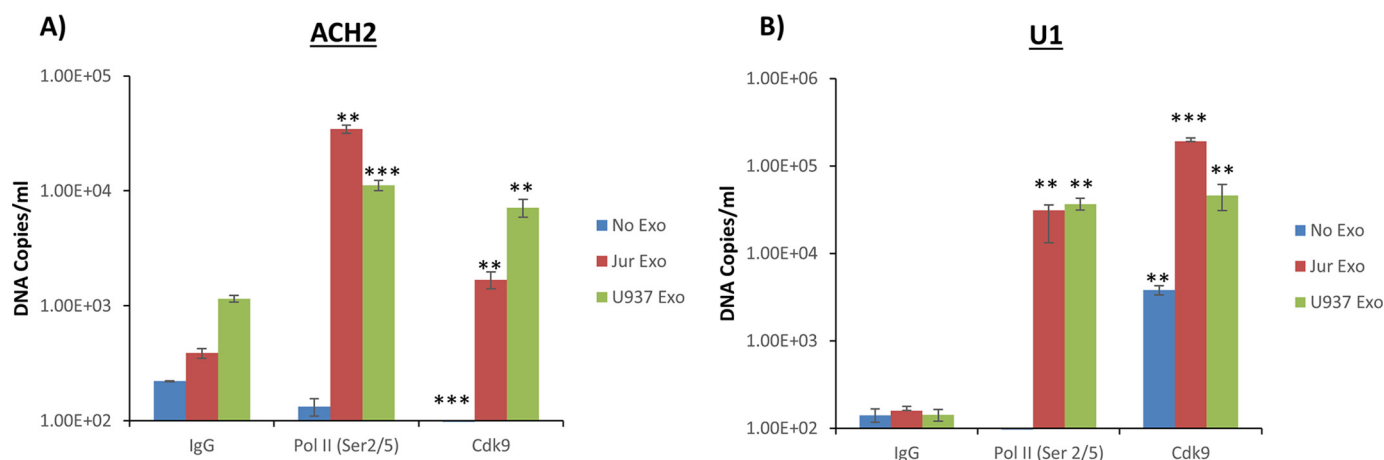 A)
ACH2
DNA Copies/ml
1.00E+05
1.00E+04
1.00E+03
1.00E+02
**
***
***
**
**
IgG
Pol II (Ser2/5)
Cdk9
No Exo
Jur Exo
U937 Exo
B)
U1
DNA Copies/ml
1.00E+06
1.00E+05
1.00E+04
1.00E+03
1.00E+02
**
**
**
***
**
IgG
Pol II (Ser 2/5)
Cdk9
No Exo
Jur Exo
U937 Exo